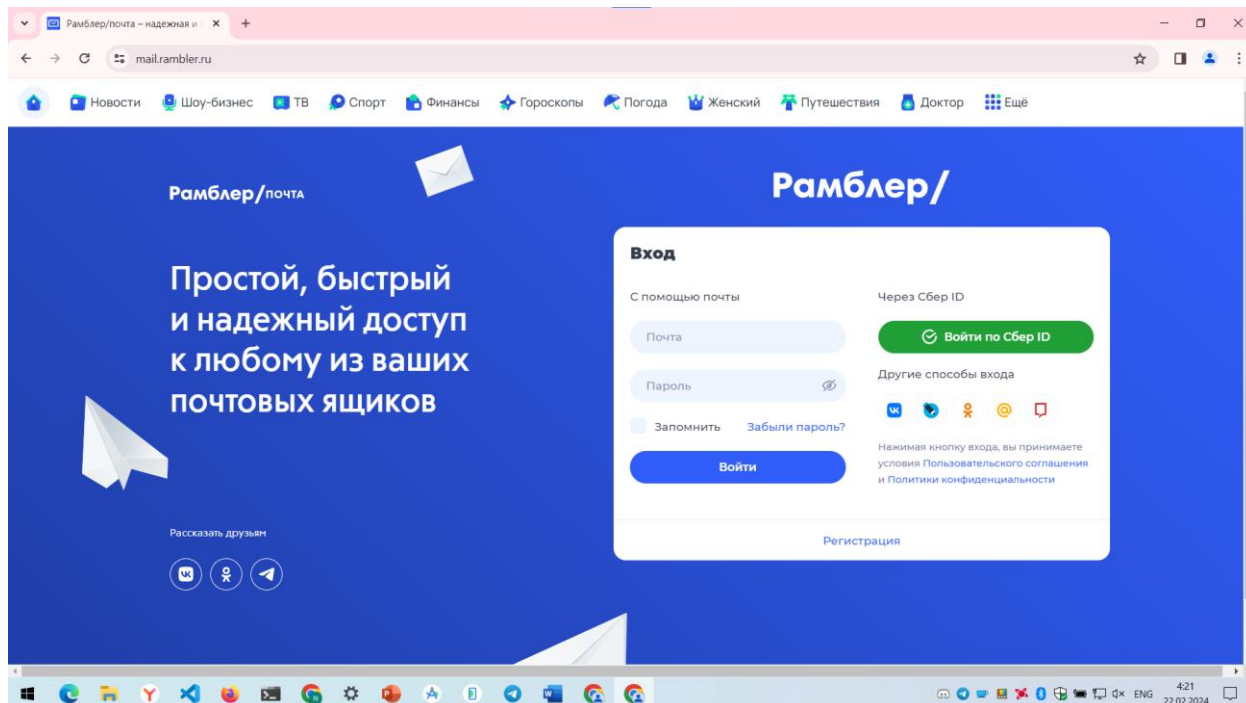 Рамблер/почта – надежная и
mail.rambler.ru
Новости Шоу-бизнес ТВ Спорт Финансы Гороскопы Погода Женский Путешествия Доктор Ещё
Рамблер/почта
Простой, быстрый
и надежный доступ
к любому из ваших
почтовых ящиков
Рассказать друзьям
Рамблер/
Вход
С помощью почты
Почта
Пароль
Запомнить Забыли пароль?
Войти
Через Сбер ID
Войти по Сбер ID
Другие способы входа
Нажимая кнопку входа, вы принимаете
условия Пользовательского соглашения
и Политики конфиденциальности
Регистрация
ENG
4:21
22.02.2024